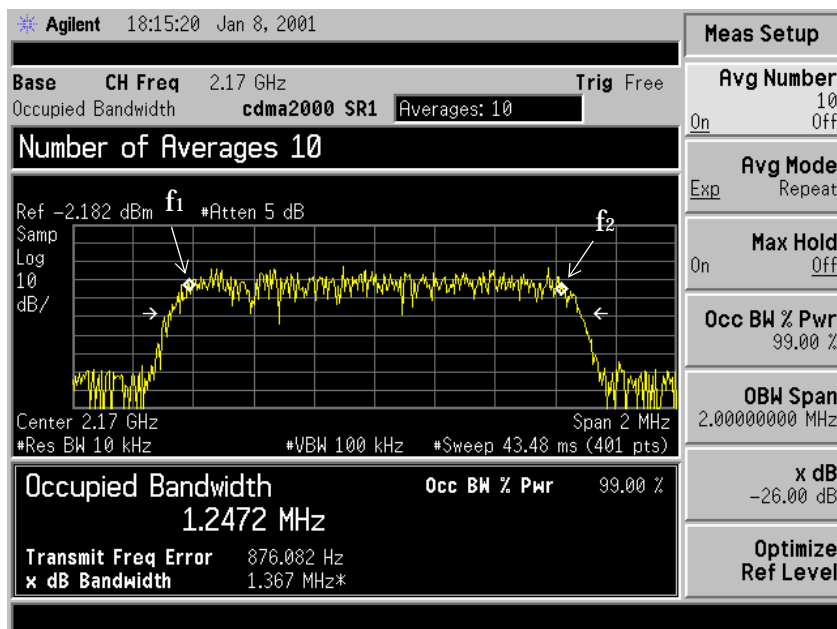 Agilent 18:15:20 Jan 8, 2001
Meas Setup
Base CH Freq 2.17 GHz Trig Free
Occupied Bandwidth cdma2000 SR1 Averages: 10
Number of Averages 10
Ref -2.182 dBm #Atten 5 dB
f1
f2
Samp
Log
10
dB/
Center 2.17 GHz Span 2 MHz
#Res BW 10 kHz #VBW 100 kHz #Sweep 43.48 ms (401 pts)
Occupied Bandwidth Occ BW % Pwr 99.00 %
1.2472 MHz
Transmit Freq Error 876.082 Hz
x dB Bandwidth 1.367 MHz*
Avg Number
10
On Off
Avg Mode
Exp Repeat
Max Hold
On Off
Occ BW % Pwr
99.00 %
OBW Span
2.00000000 MHz
x dB
-26.00 dB
Optimize
Ref Level